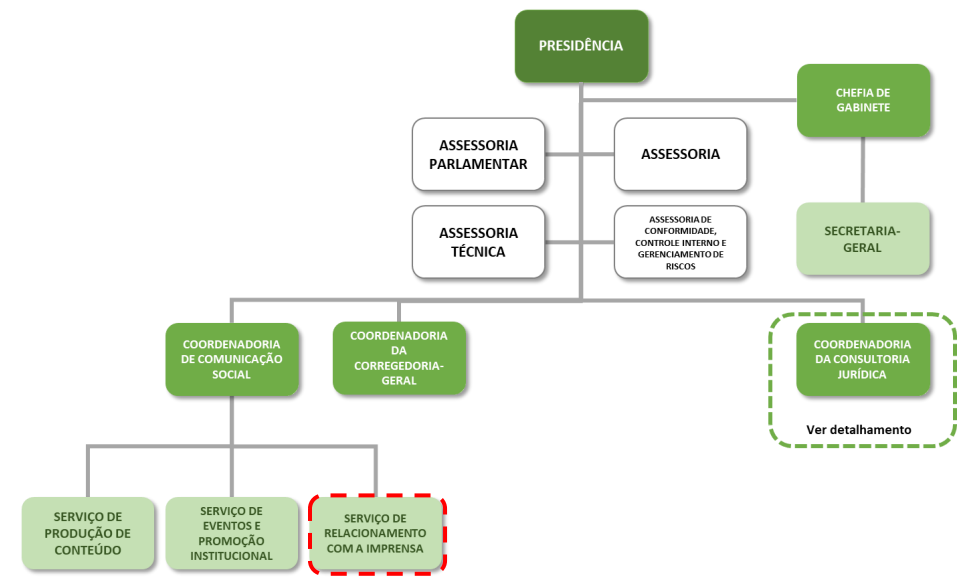 PRESIDÊNCIA
CHEFIA DE
GABINETE
ASSESSORIA
PARLAMENTAR
ASSESSORIA
ASSESSORIA
TÉCNICA
ASSESSORIA DE
CONFORMIDADE,
CONTROLE INTERNO E
GERENCIAMENTO DE
RISCOS
SECRETARIA-
GERAL
COORDENADORIA
DE COMUNICAÇÃO
SOCIAL
COORDENADORIA
DA
CORREGEDORIA-
GERAL
COORDENADORIA
DA CONSULTORIA
JURÍDICA
Ver detalhamento
SERVIÇO DE
PRODUÇÃO DE
CONTEÚDO
SERVIÇO DE
EVENTOS E
PROMOÇÃO
INSTITUCIONAL
SERVIÇO DE
RELACIONAMENTO
COM A IMPRENSA